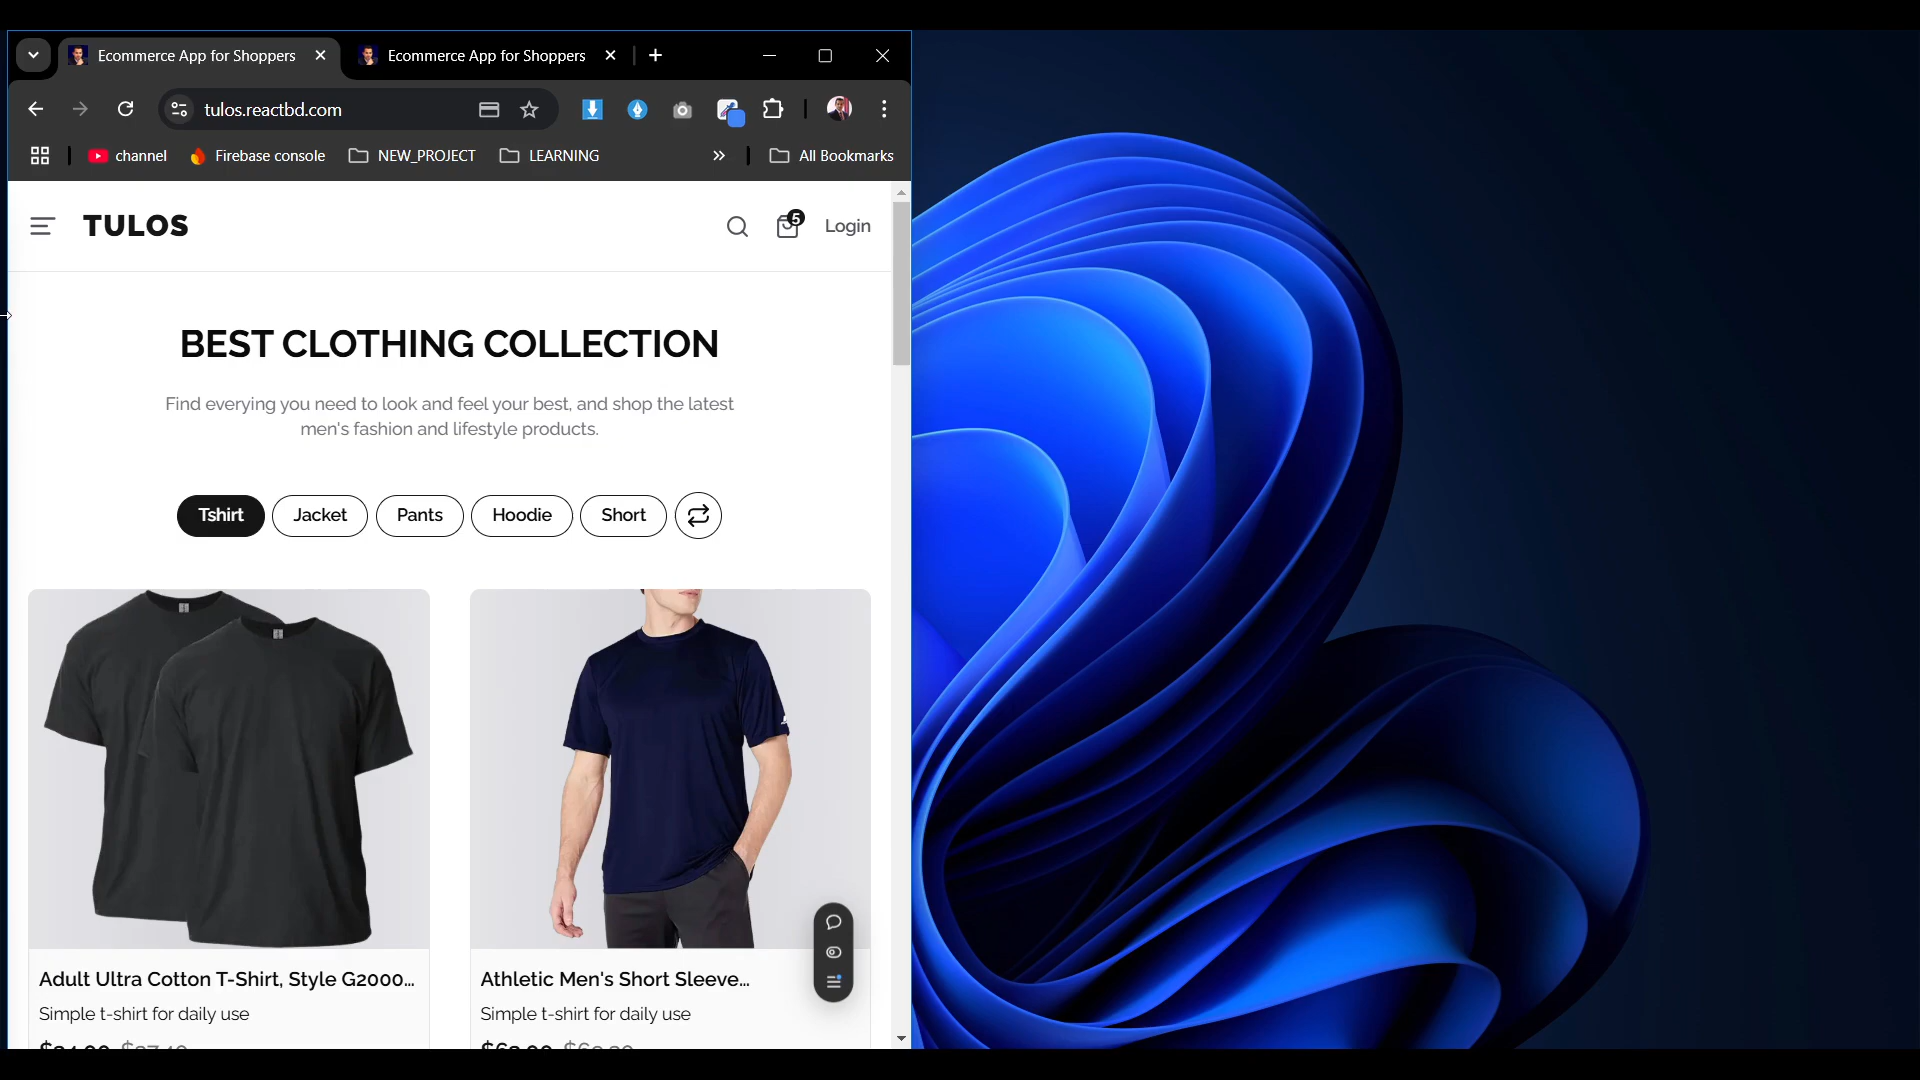 Ecommerce App for Shoppers
Ecommerce App for Shoppers
tulos.reactbd.com
channel
Firebase console
NEW_PROJECT
LEARNING
All Bookmarks
TULOS
5
Login
BEST CLOTHING COLLECTION
Find everying you need to look and feel your best, and shop the latest
men's fashion and lifestyle products.
Tshirt
Jacket
Pants
Hoodie
Short
Adult Ultra Cotton T-Shirt, Style G2000...
Athletic Men's Short Sleeve...
Simple t-shirt for daily use
Simple t-shirt for daily use